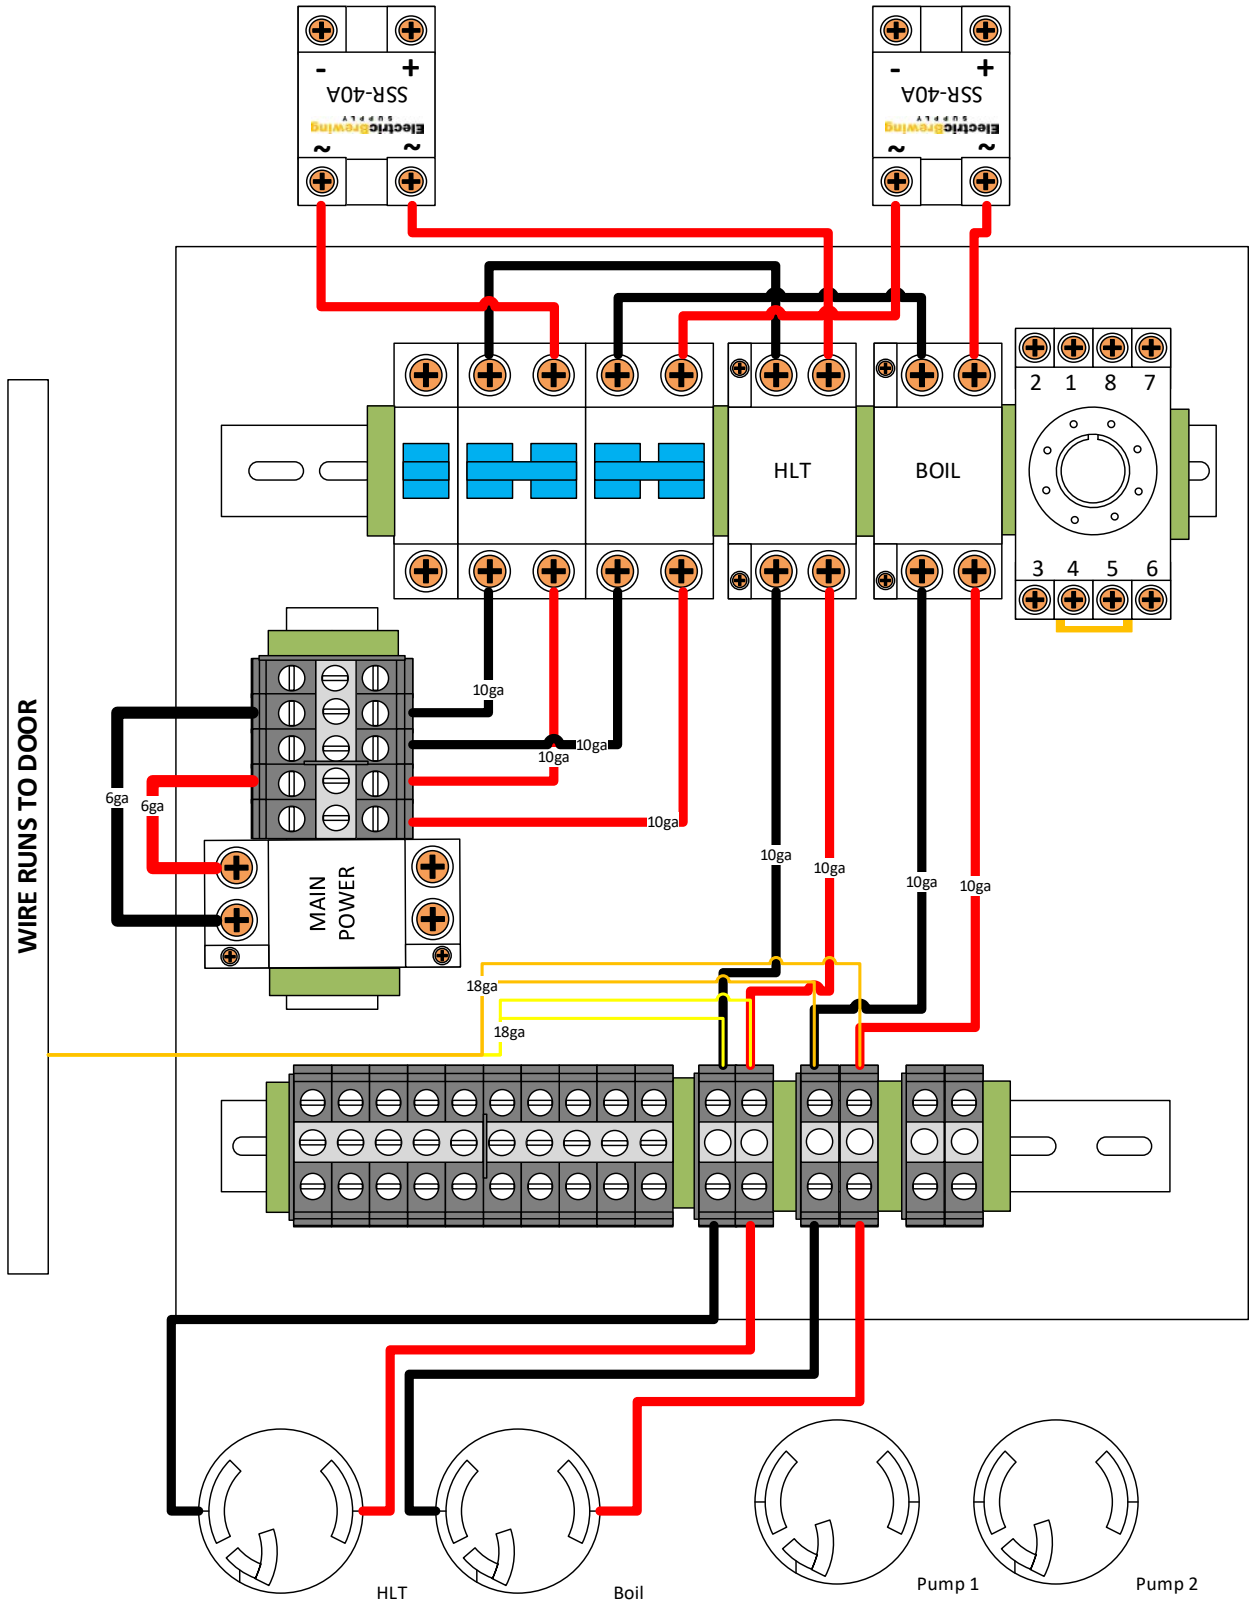 - +
SSR-40A
SUPPLY
ElectricBrewing
~ ~
- +
SSR-40A
SUPPLY
ElectricBrewing
~ ~
2 1 8 7
HLT
BOIL
3 4 5 6
WIRE RUNS TO DOOR
10ga
10ga
10ga
10ga
6ga
6ga
10ga
10ga
10ga
10ga
MAIN
POWER
18ga
18ga
HLT
Boil
Pump 1
Pump 2